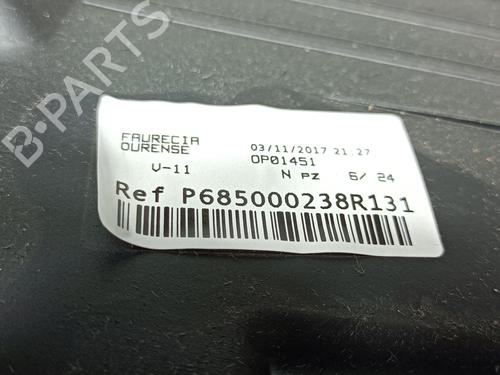 FAURECIA
OURENSE
03/11/2017 21:27
OP01451
V-11
N pz 6/ 24
Ref P685000238R131
B-PARTS